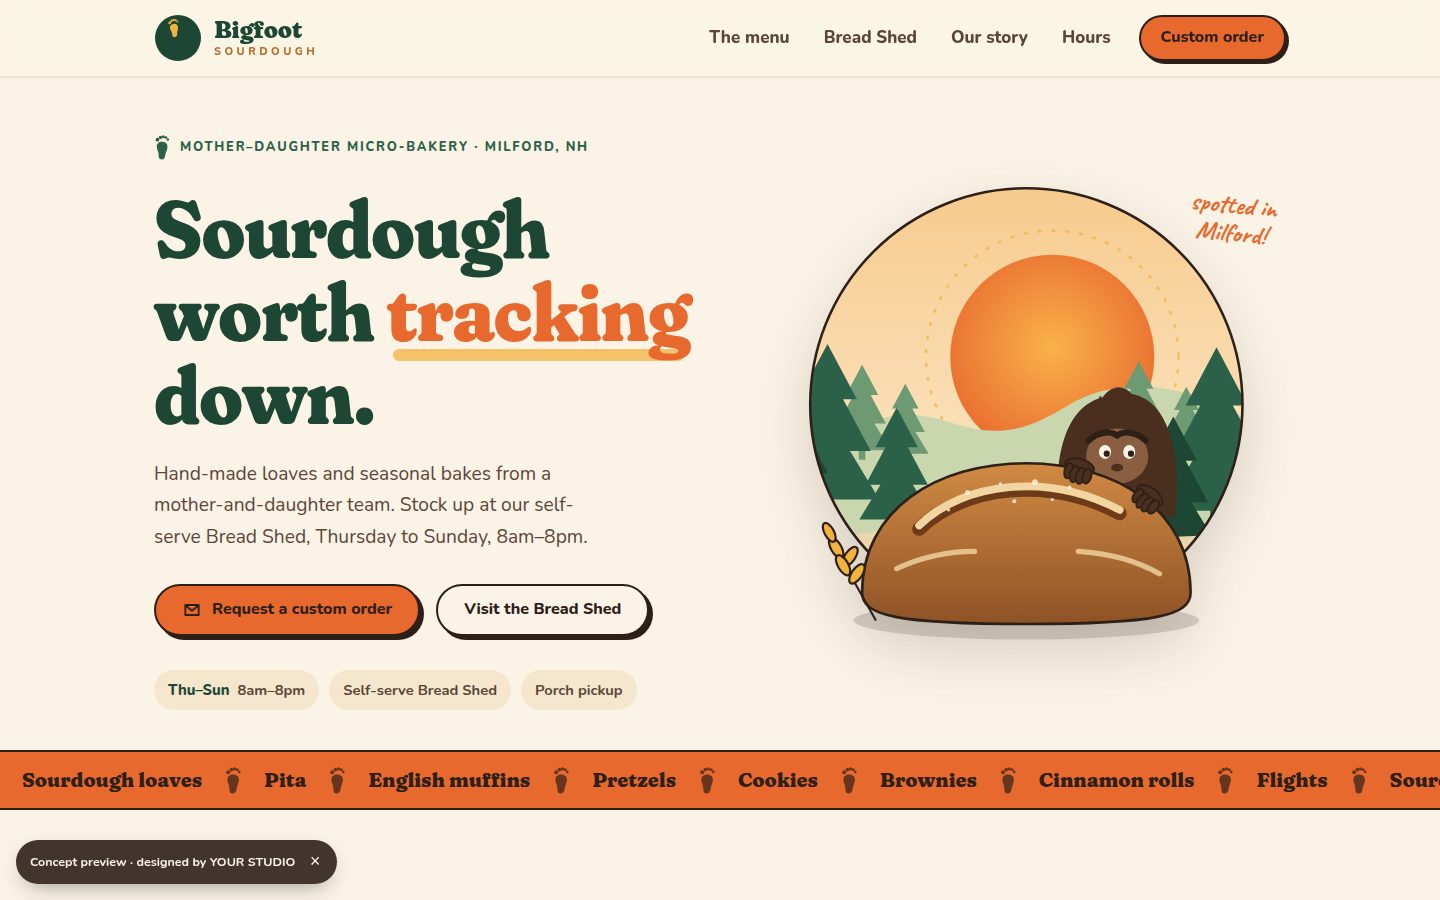 Bigfoot
SOURDOUGH
The menu
Bread Shed
Our story
Hours
Custom order
MOTHER–DAUGHTER MICRO-BAKERY · MILFORD, NH
Sourdough
worth tracking
down.
Hand-made loaves and seasonal bakes from a
mother-and-daughter team. Stock up at our self-
serve Bread Shed, Thursday to Sunday, 8am–8pm.
Request a custom order
Visit the Bread Shed
Thu–Sun 8am–8pm
Self-serve Bread Shed
Porch pickup
spotted in
Milford!
Sourdough loaves Pita English muffins Pretzels Cookies Brownies Cinnamon rolls Flights Sour
Concept preview · designed by YOUR STUDIO ×